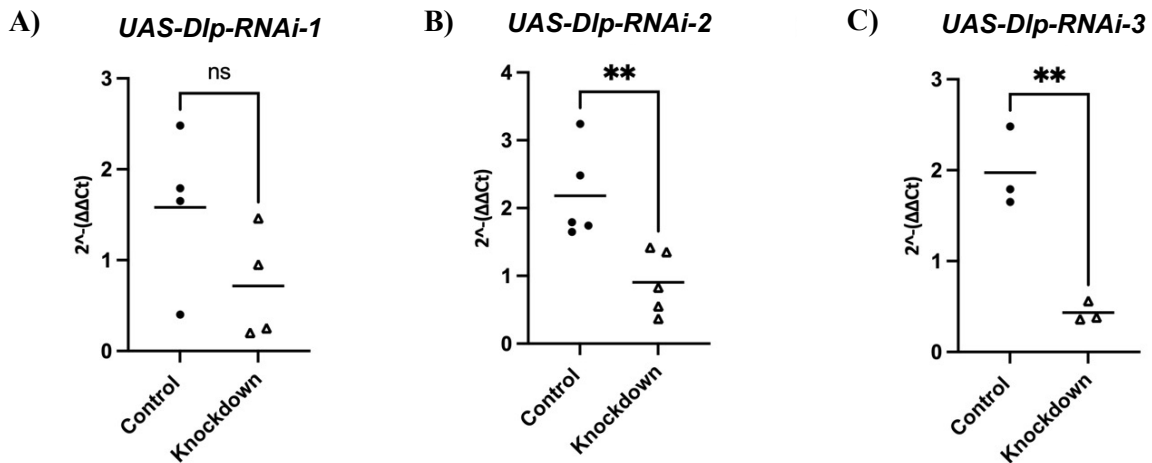 A)
UAS-Dlp-RNAi-1
ns
3
2
1
0
2^-(ΔΔCt)
Control
Knockdown
B)
UAS-Dlp-RNAi-2
**
4
3
2
1
0
2^-(ΔΔCt)
Control
Knockdown
C)
UAS-Dlp-RNAi-3
**
3
2
1
0
2^-(ΔΔCt)
Control
Knockdown